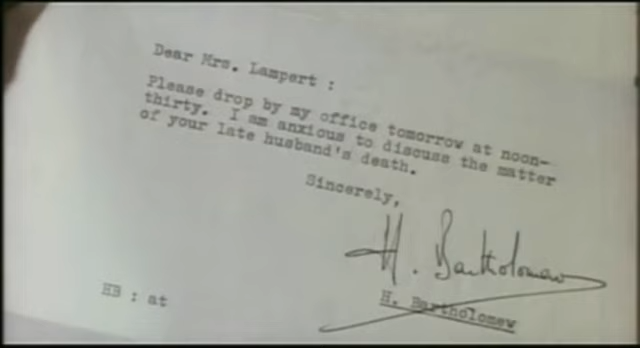 Dear Mrs. Lampert :
Please drop by my office tomorrow at noon-
thirty. I am anxious to discuss the matter
of your late husband's death.
Sincerely,
H. Bartholomew
H. Bartholomew
HB : at